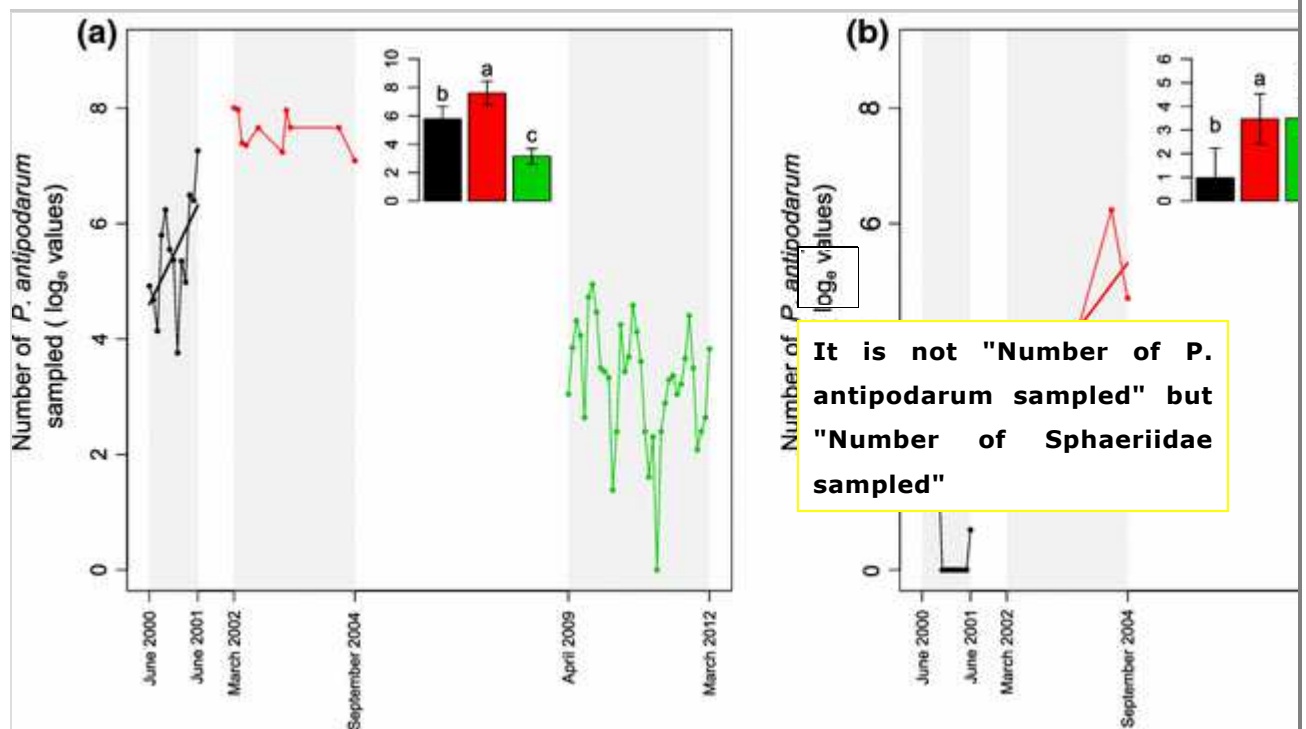 (a)
Number of P. antipodarum
sampled ( logₑ values)
8
6
4
2
0
10
8
6
4
2
0
b
a
c
June 2000
June 2001
March 2002
September 2004
April 2009
March 2012
(b)
Number of P. antipodarum
logₑ values)
8
6
0
6
5
4
3
2
1
0
b
a
It is not "Number of P.
antipodarum sampled" but
"Number of Sphaeriidae
sampled"
June 2000
June 2001
March 2002
September 2004